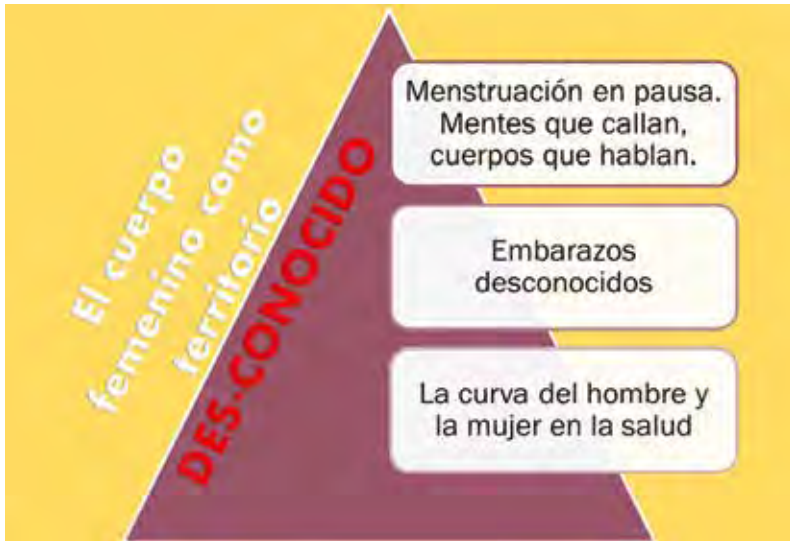 El cuerpo
femenino como
territorio
DES-CONOCIDO
Menstruación en pausa.
Mentes que callan,
cuerpos que hablan.
Embarazos
desconocidos
La curva del hombre y
la mujer en la salud